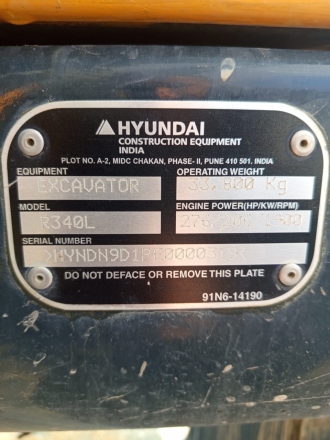 HYUNDAI
CONSTRUCTION EQUIPMENT
INDIA
PLOT NO. A-2, MIDC CHAKAN, PHASE- II, PUNE 410 501. INDIA
EQUIPMENT OPERATING WEIGHT
EXCAVATOR Kg
MODEL ENGINE POWER(HP/KW/RPM)
R340L
SERIAL NUMBER
DO NOT DEFACE OR REMOVE THIS PLATE
91N6-14190